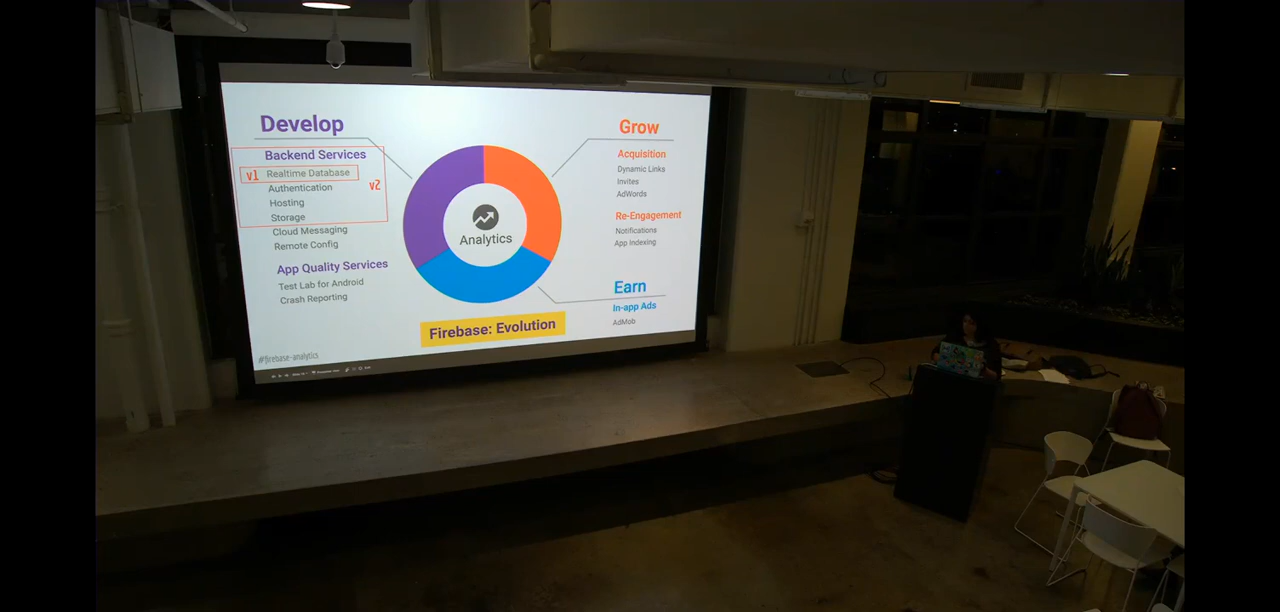 Develop
Backend Services
v1
Realtime Database
Authentication
v2
Hosting
Storage
Cloud Messaging
Remote Config
App Quality Services
Test Lab for Android
Crash Reporting
Analytics
Grow
Acquisition
Dynamic Links
Invites
AdWords
Re-Engagement
Notifications
App Indexing
Earn
In-app Ads
AdMob
Firebase: Evolution
#firebase-analytics